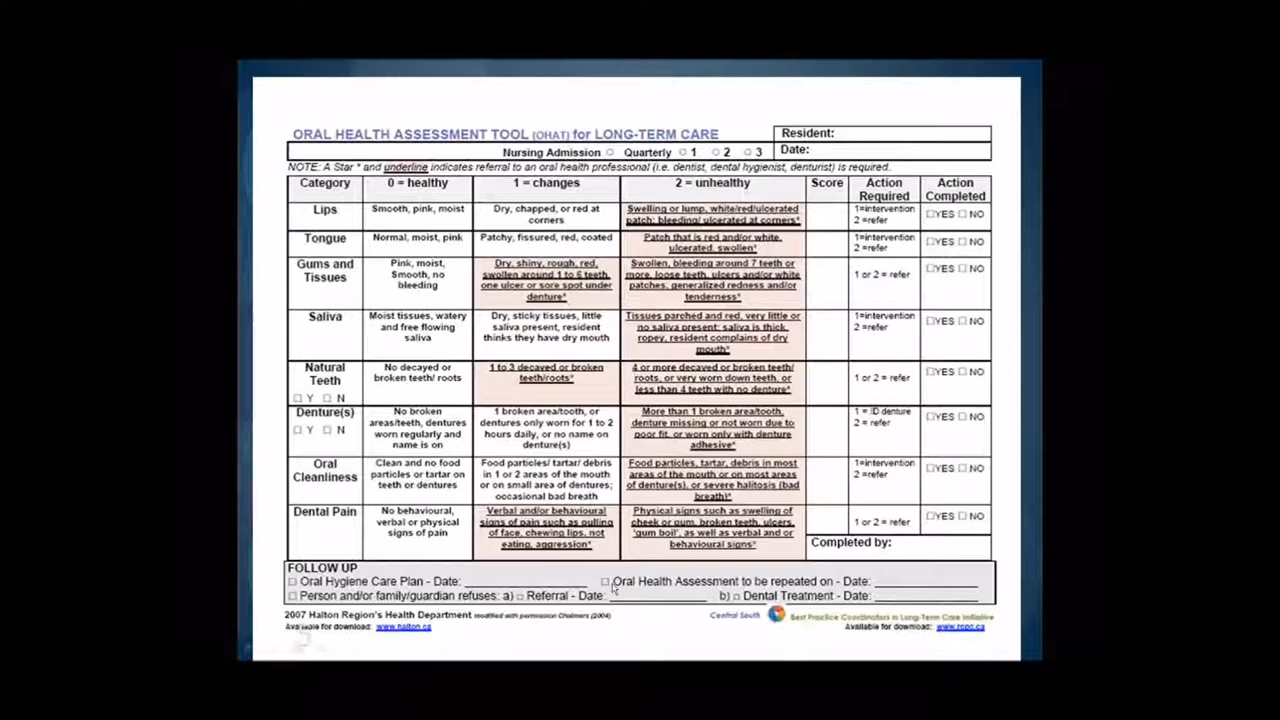 ORAL HEALTH ASSESSMENT TOOL (OHAT) for LONG-TERM CARE
Resident:
Nursing Admission ○ Quarterly ○ 1 ○ 2 ○ 3
Date:
NOTE: A Star * and underline indicates referral to an oral health professional (i.e. dentist, dental hygienist, denturist) is required.
Category
0 = healthy
1 = changes
2 = unhealthy
Score
Action
Required
Action
Completed
Lips
Smooth, pink, moist
Dry, chapped, or red at
corners
Swelling or lump, white/red/ulcerated
patch; bleeding/ ulcerated at corners*
1=intervention
2 =refer
☐YES ☐ NO
Tongue
Normal, moist, pink
Patchy, fissured, red, coated
Patch that is red and/or white,
ulcerated, swollen*
1=intervention
2 =refer
☐YES ☐ NO
Gums and
Tissues
Pink, moist,
Smooth, no
bleeding
Dry, shiny, rough, red,
swollen around 1 to 6 teeth,
one ulcer or sore spot under
denture*
Swollen, bleeding around 7 teeth or
more, loose teeth, ulcers and/or white
patches, generalized redness and/or
tenderness*
1 or 2 = refer
☐YES ☐ NO
Saliva
Moist tissues, watery
and free flowing
saliva
Dry, sticky tissues, little
saliva present, resident
thinks they have dry mouth
Tissues parched and red, very little or
no saliva present; saliva is thick,
ropey, resident complains of dry
mouth*
1=intervention
2 =refer
☐YES ☐ NO
Natural
Teeth
☐ Y ☐ N
No decayed or
broken teeth/ roots
1 to 3 decayed or broken
teeth/roots*
4 or more decayed or broken teeth/
roots, or very worn down teeth, or
less than 4 teeth with no denture*
1 or 2 = refer
☐YES ☐ NO
Denture(s)
☐ Y ☐ N
No broken
areas/teeth, dentures
worn regularly and
name is on
1 broken area/tooth, or
dentures only worn for 1 to 2
hours daily, or no name on
denture(s)
More than 1 broken area/tooth,
denture missing or not worn due to
poor fit, or worn only with denture
adhesive*
1 = ID denture
2 = refer
☐YES ☐ NO
Oral
Cleanliness
Clean and no food
particles or tartar on
teeth or dentures
Food particles/ tartar/ debris
in 1 or 2 areas of the mouth
or on small area of dentures;
occasional bad breath
Food particles, tartar, debris in most
areas of the mouth or on most areas
of denture(s), or severe halitosis (bad
breath)*
1=intervention
2 =refer
☐YES ☐ NO
Dental Pain
No behavioural,
verbal or physical
signs of pain
Verbal and/or behavioural
signs of pain such as pulling
of face, chewing lips, not
eating, aggression*
Physical signs such as swelling of
cheek or gum, broken teeth, ulcers,
'gum boil', as well as verbal and or
behavioural signs*
1 or 2 = refer
☐YES ☐ NO
Completed by:
FOLLOW UP
☐ Oral Hygiene Care Plan - Date: ____________ ☐ Oral Health Assessment to be repeated on - Date: ____________
☐ Person and/or family/guardian refuses: a) ☐ Referral - Date: ____________ b) ☐ Dental Treatment - Date: ____________
2007 Halton Region's Health Department modified with permission Chalmers (2004)
Central South
Best Practice Coordinators in Long-Term Care Initiative
Available for download: www.halton.ca
Available for download: www.rgpc.ca